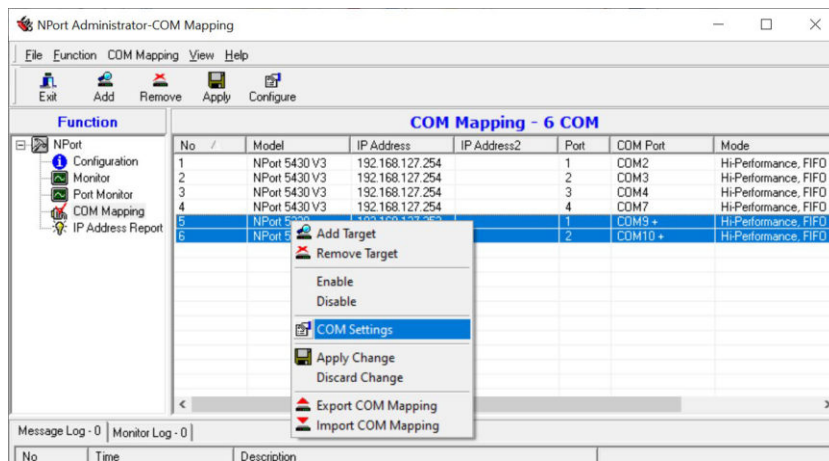 NPort Administrator-COM Mapping
File Function COM Mapping View Help
Exit Add Remove Apply Configure
Function
COM Mapping - 6 COM
NPort
Configuration
Monitor
Port Monitor
COM Mapping
IP Address Report
No / Model IP Address IP Address2 Port COM Port Mode
1 NPort 5430 V3 192.168.127.254 1 COM2 Hi-Performance, FIFO
2 NPort 5430 V3 192.168.127.254 2 COM3 Hi-Performance, FIFO
3 NPort 5430 V3 192.168.127.254 3 COM4 Hi-Performance, FIFO
4 NPort 5430 V3 192.168.127.254 4 COM7 Hi-Performance, FIFO
5 NPort 1 COM9 + Hi-Performance, FIFO
6 NPort 5 2 COM10 + Hi-Performance, FIFO
Add Target
Remove Target
Enable
Disable
COM Settings
Apply Change
Discard Change
Export COM Mapping
Import COM Mapping
Message Log - 0 Monitor Log - 0
No Time Description